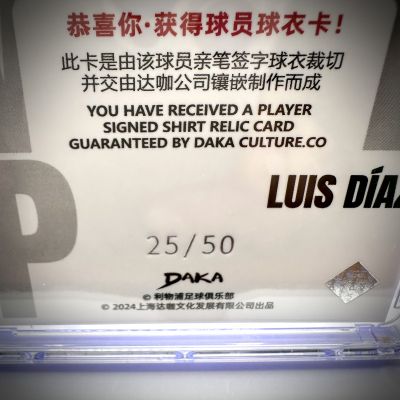 恭喜你·获得球员球衣卡！
此卡是由该球员亲笔签字球衣裁切
并交由达咖公司镶嵌制作而成
YOU HAVE RECEIVED A PLAYER
SIGNED SHIRT RELIC CARD
GUARANTEED BY DAKA CULTURE.CO
P
LUIS DÍAZ
25/50
DAKA
© 利物浦足球俱乐部
© 2024上海达咖文化发展有限公司出品